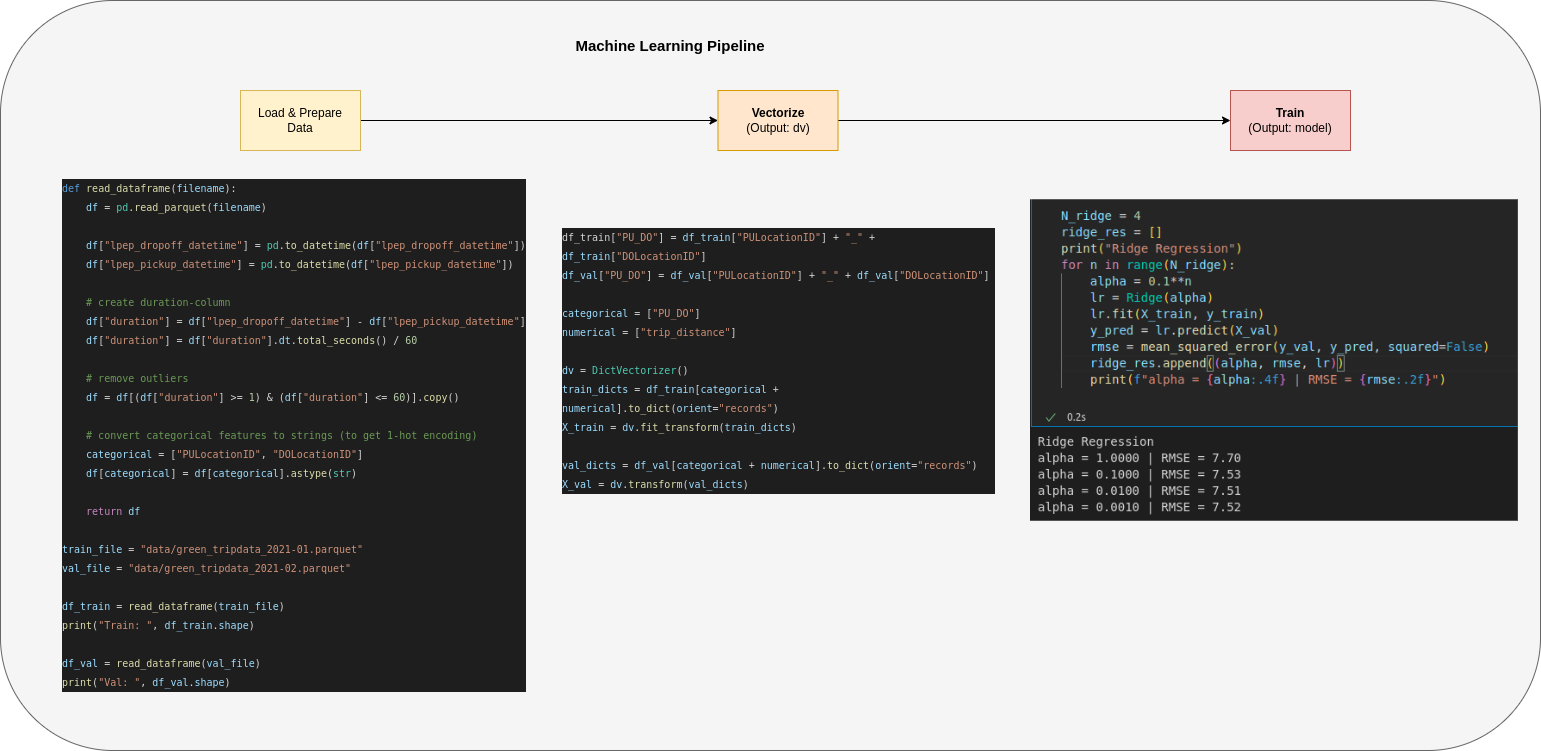 Machine Learning Pipeline
Load & Prepare
Data
Vectorize
(Output: dv)
Train
(Output: model)
def read_dataframe(filename):
    df = pd.read_parquet(filename)
    df["lpep_dropoff_datetime"] = pd.to_datetime(df["lpep_dropoff_datetime"])
    df["lpep_pickup_datetime"] = pd.to_datetime(df["lpep_pickup_datetime"])
    # create duration-column
    df["duration"] = df["lpep_dropoff_datetime"] - df["lpep_pickup_datetime"]
    df["duration"] = df["duration"].dt.total_seconds() / 60
    # remove outliers
    df = df[(df["duration"] >= 1) & (df["duration"] <= 60)].copy()
    # convert categorical features to strings (to get 1-hot encoding)
    categorical = ["PULocationID", "DOLocationID"]
    df[categorical] = df[categorical].astype(str)
    return df
train_file = "data/green_tripdata_2021-01.parquet"
val_file = "data/green_tripdata_2021-02.parquet"
df_train = read_dataframe(train_file)
print("Train: ", df_train.shape)
df_val = read_dataframe(val_file)
print("Val: ", df_val.shape)
df_train["PU_DO"] = df_train["PULocationID"] + "_" +
df_train["DOLocationID"]
df_val["PU_DO"] = df_val["PULocationID"] + "_" + df_val["DOLocationID"]
categorical = ["PU_DO"]
numerical = ["trip_distance"]
dv = DictVectorizer()
train_dicts = df_train[categorical +
numerical].to_dict(orient="records")
X_train = dv.fit_transform(train_dicts)
val_dicts = df_val[categorical + numerical].to_dict(orient="records")
X_val = dv.transform(val_dicts)
N_ridge = 4
ridge_res = []
print("Ridge Regression")
for n in range(N_ridge):
    alpha = 0.1**n
    lr = Ridge(alpha)
    lr.fit(X_train, y_train)
    y_pred = lr.predict(X_val)
    rmse = mean_squared_error(y_val, y_pred, squared=False)
    ridge_res.append((alpha, rmse, lr))
    print(f"alpha = {alpha:.4f} | RMSE = {rmse:.2f}")
✓ 0.2s
Ridge Regression
alpha = 1.0000 | RMSE = 7.70
alpha = 0.1000 | RMSE = 7.53
alpha = 0.0100 | RMSE = 7.51
alpha = 0.0010 | RMSE = 7.52